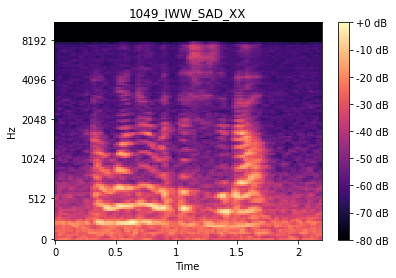 1049_IWW_SAD_XX
+0 dB
8192
-10 dB
4096
-20 dB
-30 dB
2048
Hz
-40 dB
1024
-50 dB
512
-60 dB
-70 dB
0
-80 dB
0 0.5 1 1.5 2
Time